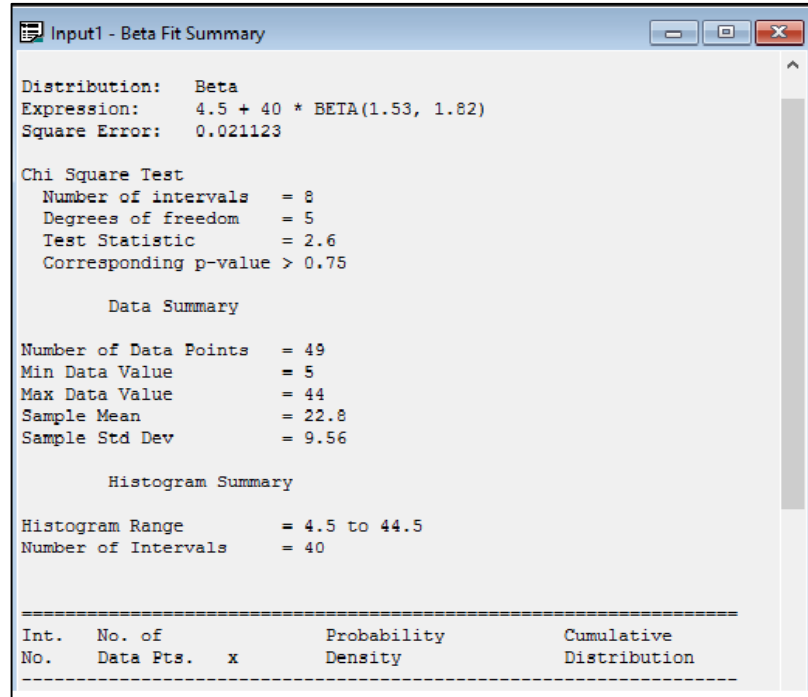 Input1 - Beta Fit Summary
Distribution: Beta
Expression: 4.5 + 40 * BETA(1.53, 1.82)
Square Error: 0.021123
Chi Square Test
Number of intervals = 8
Degrees of freedom = 5
Test Statistic = 2.6
Corresponding p-value > 0.75
Data Summary
Number of Data Points = 49
Min Data Value = 5
Max Data Value = 44
Sample Mean = 22.8
Sample Std Dev = 9.56
Histogram Summary
Histogram Range = 4.5 to 44.5
Number of Intervals = 40
==================================================================
Int. No. of Probability Cumulative
No. Data Pts. x Density Distribution
------------------------------------------------------------------